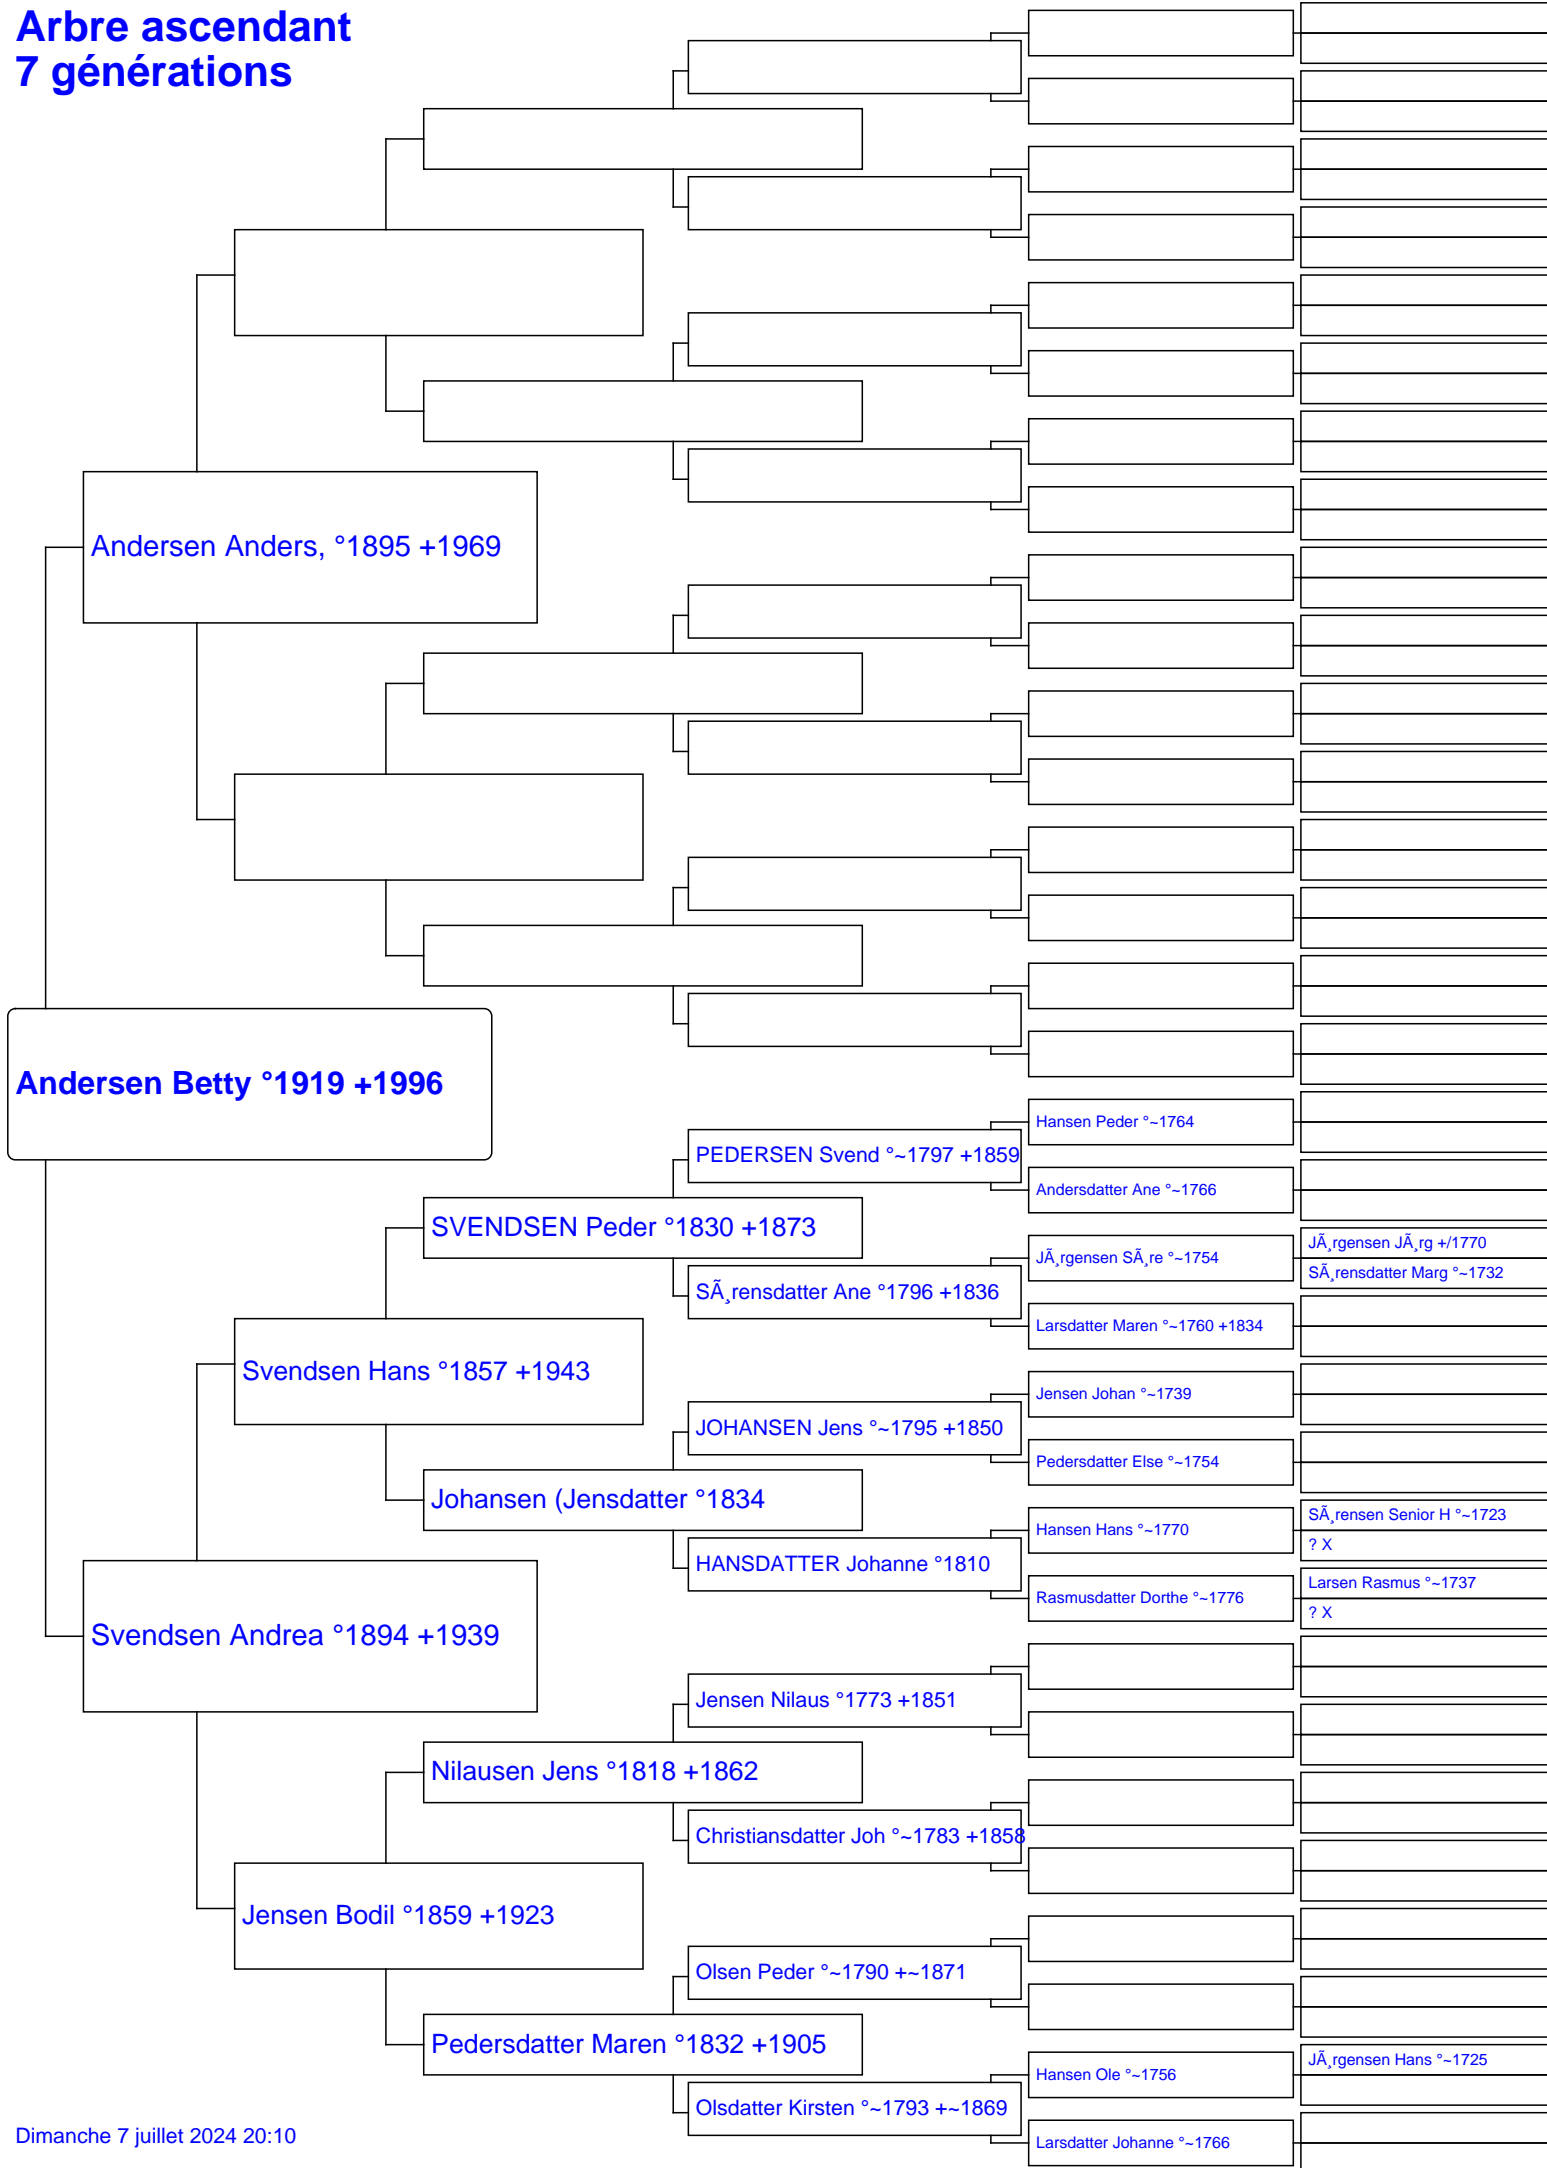 Arbre ascendant
7 générations
Andersen Anders, °1895 +1969
Andersen Betty °1919 +1996
Hansen Peder °~1764
PEDERSEN Svend °~1797 +1859
Andersdatter Ane °~1766
SVENDSEN Peder °1830 +1873
JÃ¸rgensen JÃ¸rg +/1770
JÃ¸rgensen SÃ¸re °~1754
SÃ¸rensdatter Marg °~1732
SÃ¸rensdatter Ane °1796 +1836
Larsdatter Maren °~1760 +1834
Svendsen Hans °1857 +1943
Jensen Johan °~1739
JOHANSEN Jens °~1795 +1850
Pedersdatter Else °~1754
Johansen (Jensdatter °1834
SÃ¸rensen Senior H °~1723
Hansen Hans °~1770
? X
HANSDATTER Johanne °1810
Larsen Rasmus °~1737
Rasmusdatter Dorthe °~1776
? X
Svendsen Andrea °1894 +1939
Jensen Nilaus °1773 +1851
Nilausen Jens °1818 +1862
Christiansdatter Joh °~1783 +1858
Jensen Bodil °1859 +1923
Olsen Peder °~1790 +~1871
Pedersdatter Maren °1832 +1905
JÃ¸rgensen Hans °~1725
Hansen Ole °~1756
Olsdatter Kirsten °~1793 +~1869
Larsdatter Johanne °~1766
Dimanche 7 juillet 2024 20:10